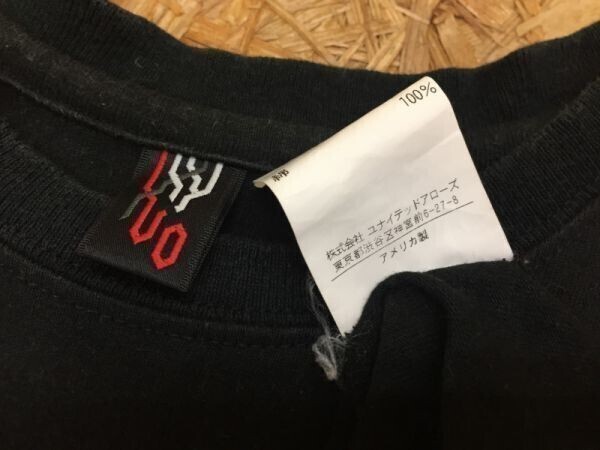 VO
綿
100%
株式会社 ユナイテッドアローズ
東京都渋谷区神宮前6-27-8
アメリカ製